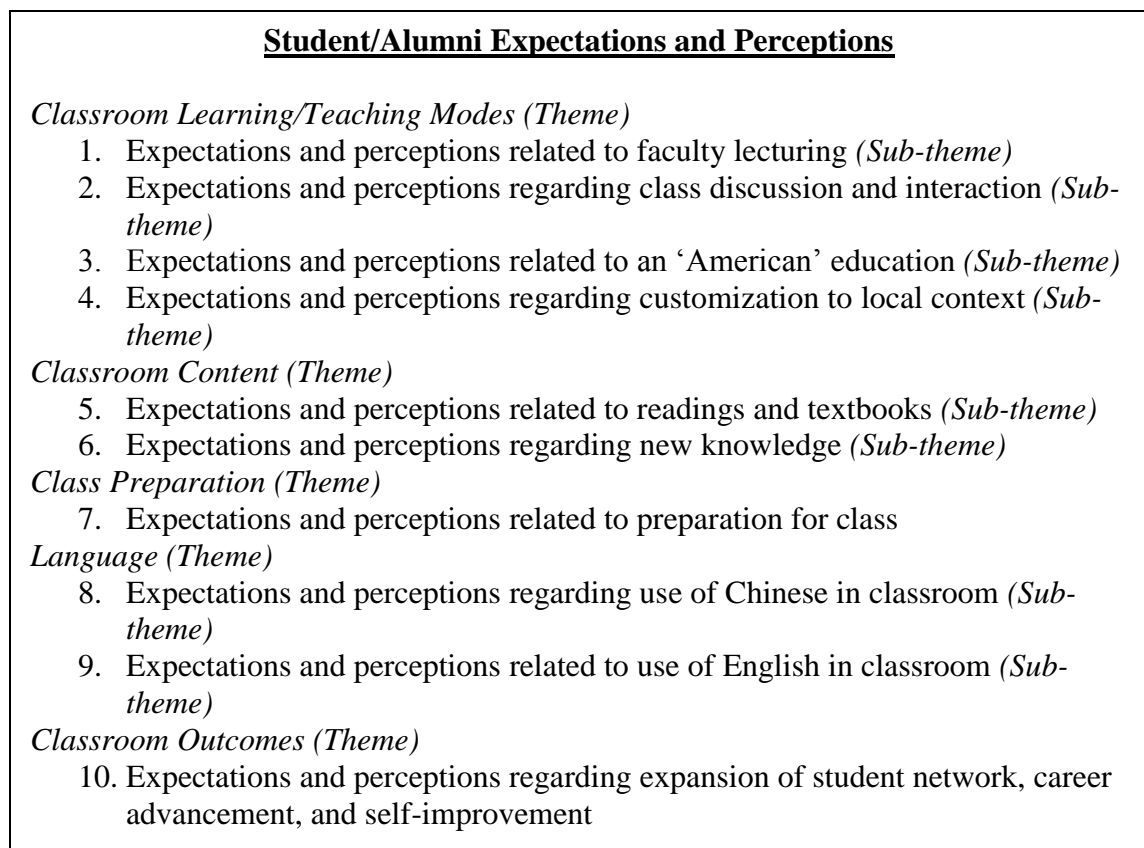 Student/Alumni Expectations and Perceptions
Classroom Learning/Teaching Modes (Theme)
1. Expectations and perceptions related to faculty lecturing (Sub-theme)
2. Expectations and perceptions regarding class discussion and interaction (Sub-
theme)
3. Expectations and perceptions related to an ‘American’ education (Sub-theme)
4. Expectations and perceptions regarding customization to local context (Sub-
theme)
Classroom Content (Theme)
5. Expectations and perceptions related to readings and textbooks (Sub-theme)
6. Expectations and perceptions regarding new knowledge (Sub-theme)
Class Preparation (Theme)
7. Expectations and perceptions related to preparation for class
Language (Theme)
8. Expectations and perceptions regarding use of Chinese in classroom (Sub-
theme)
9. Expectations and perceptions related to use of English in classroom (Sub-
theme)
Classroom Outcomes (Theme)
10. Expectations and perceptions regarding expansion of student network, career
advancement, and self-improvement